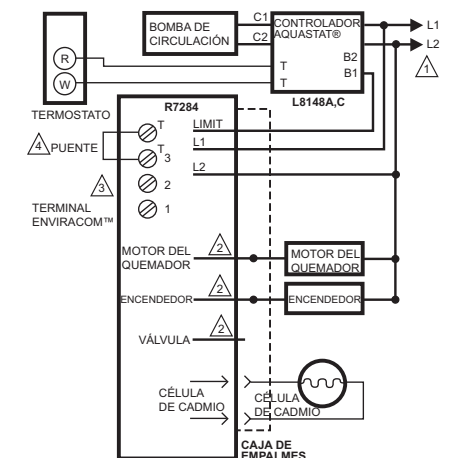 BOMBA DE
CIRCULACIÓN
C1
C2
CONTROLADOR
AQUASTAT®
L1
L2
1
R
W
T
T
B2
B1
TERMOSTATO
L8148A,C
R7284
T
LIMIT
4
PUENTE
T
3
L1
L2
3
2
TERMINAL
ENVIRACOM™
1
MOTOR DEL
QUEMADOR
2
MOTOR DEL
QUEMADOR
ENCENDEDOR
2
ENCENDEDOR
VÁLVULA
2
CÉLULA
DE CADMIO
CÉLULA
DE CADMIO
CAJA DE
EMPALMES